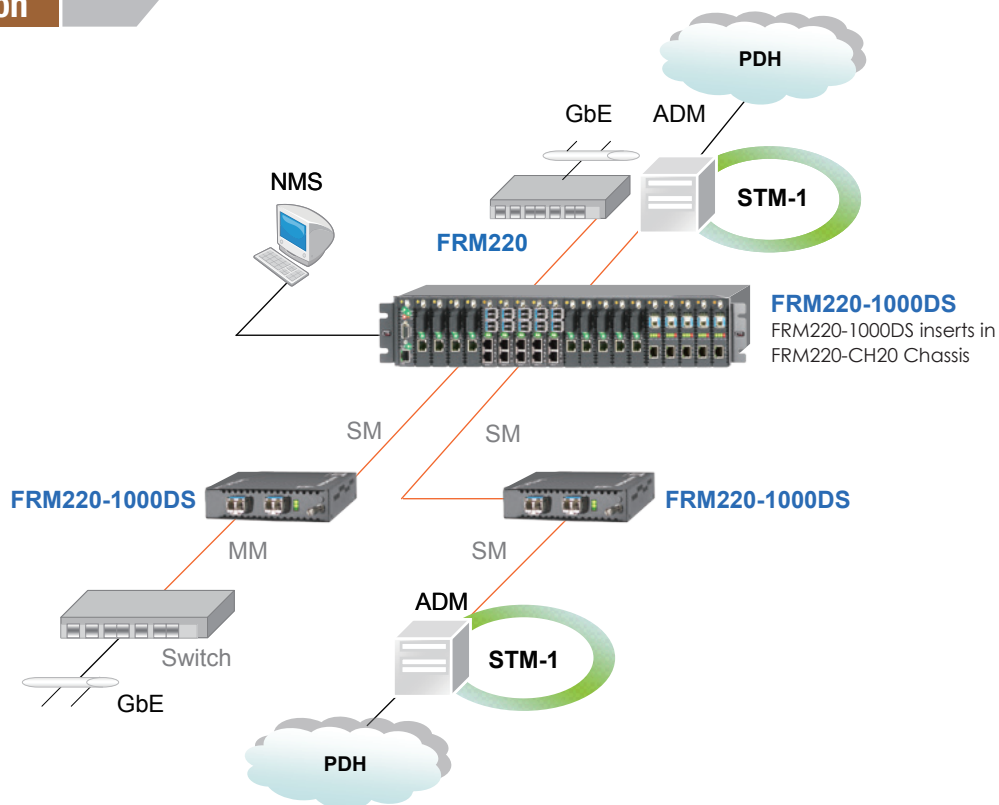 on
PDH
GbE
ADM
NMS
STM-1
FRM220
FRM220-1000DS
FRM220-1000DS inserts in
FRM220-CH20 Chassis
SM
SM
FRM220-1000DS
FRM220-1000DS
MM
SM
ADM
Switch
STM-1
GbE
PDH